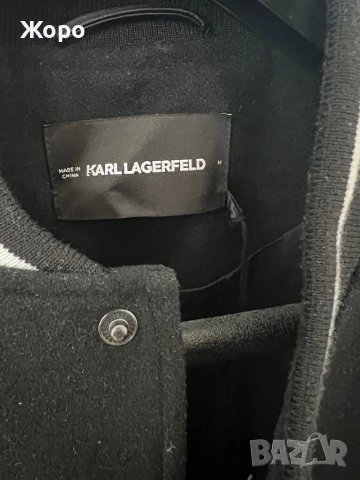 Жоро
MADE IN
CHINA
KARL LAGERFELD
M
BAZAR